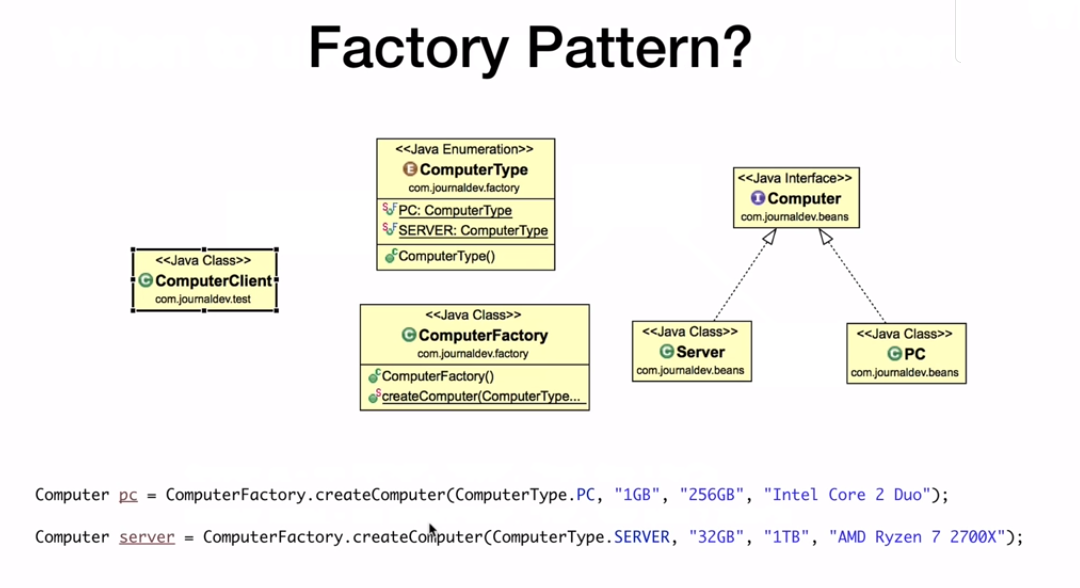 Factory Pattern?
<<Java Enumeration>>
E ComputerType
com.journaldev.factory
S F PC: ComputerType
S F SERVER: ComputerType
C ComputerType()
<<Java Interface>>
I Computer
com.journaldev.beans
<<Java Class>>
C ComputerClient
com.journaldev.test
<<Java Class>>
C ComputerFactory
com.journaldev.factory
C ComputerFactory()
S createComputer(ComputerType...
<<Java Class>>
C Server
com.journaldev.beans
<<Java Class>>
C PC
com.journaldev.beans
Computer pc = ComputerFactory.createComputer(ComputerType.PC, "1GB", "256GB", "Intel Core 2 Duo");
Computer server = ComputerFactory.createComputer(ComputerType.SERVER, "32GB", "1TB", "AMD Ryzen 7 2700X");